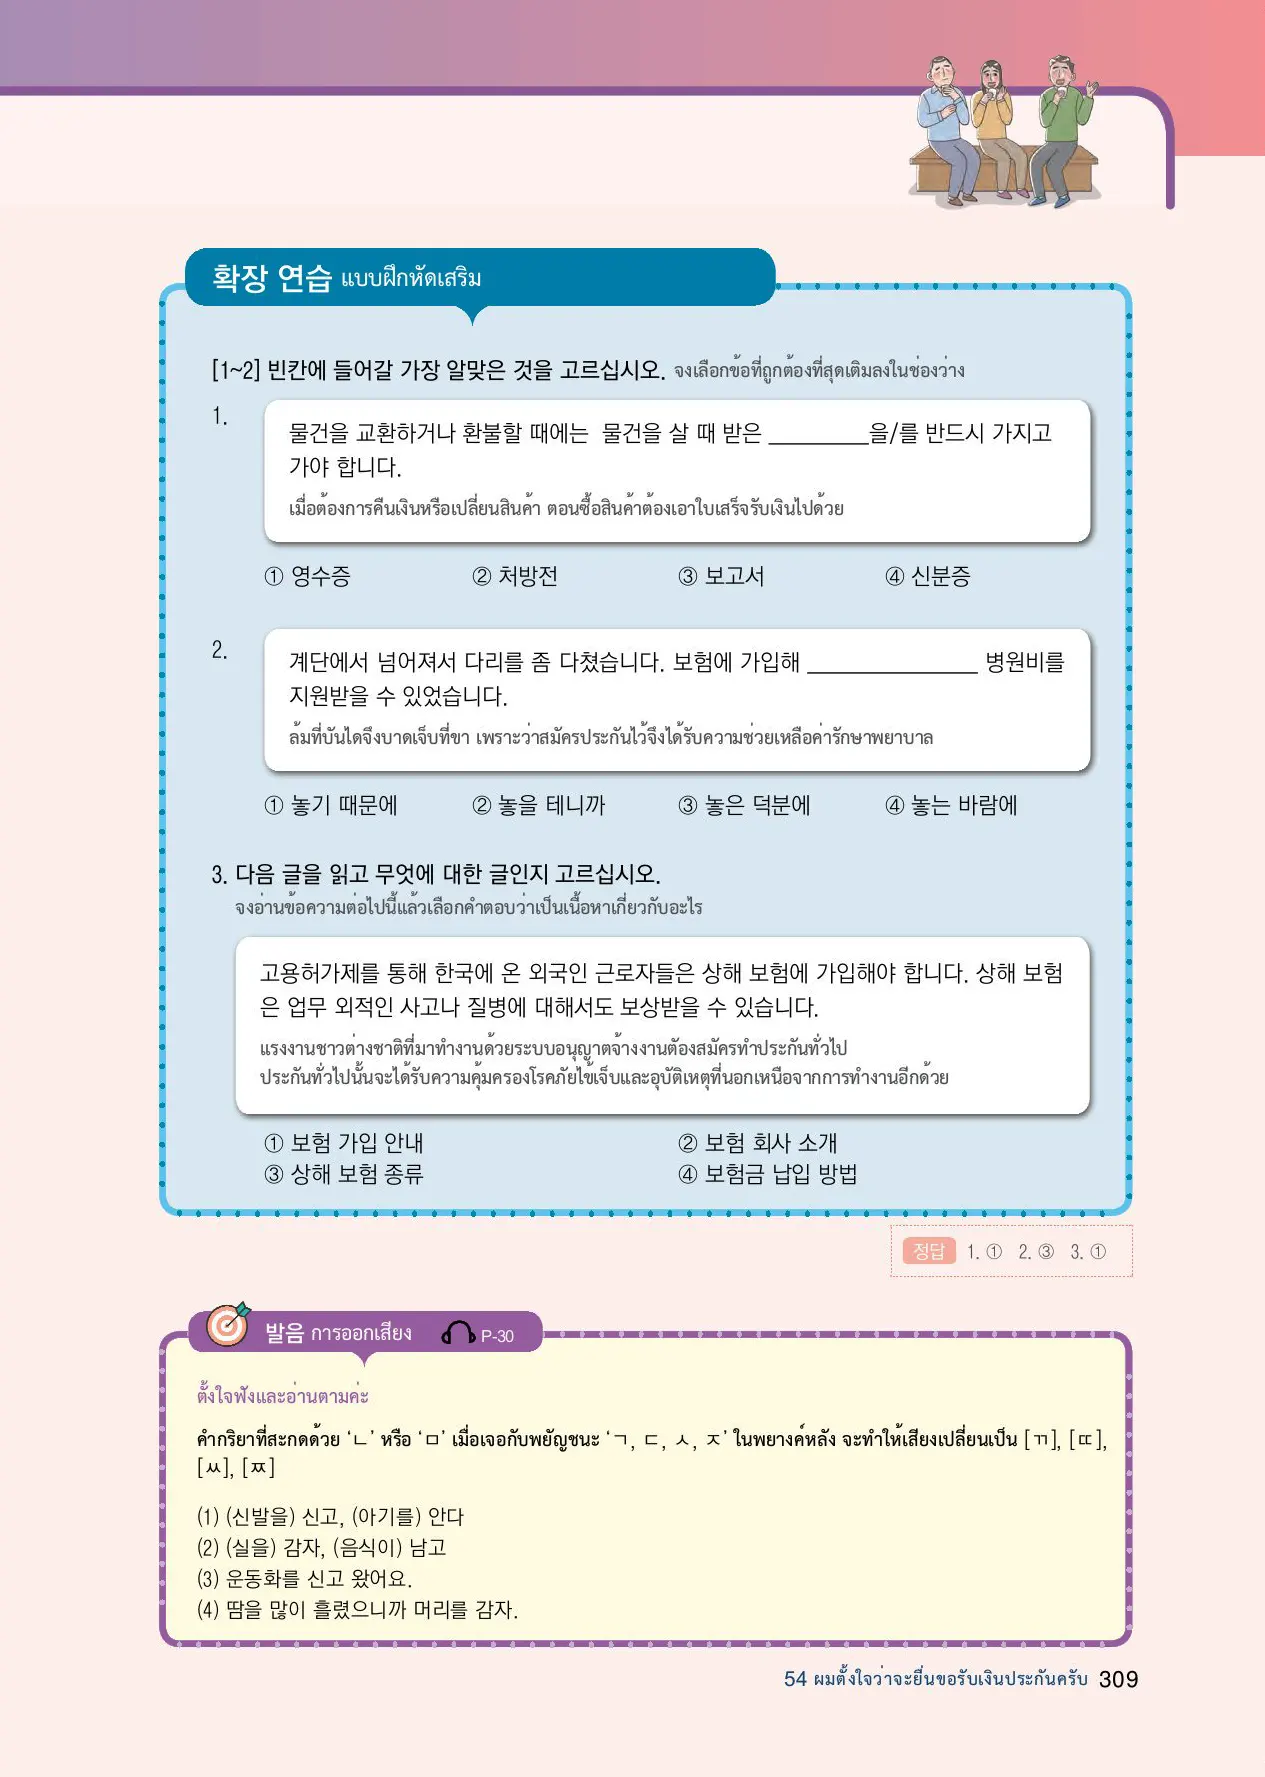 확장 연습 แบบฝึกหัดเสริม
[1~2] 빈칸에 들어갈 가장 알맞은 것을 고르십시오. จงเลือกข้อที่ถูกต้องที่สุดเติมลงในช่องว่าง
1.
물건을 교환하거나 환불할 때에는 물건을 살 때 받은 __________을/를 반드시 가지고
가야 합니다.
เมื่อต้องการคืนเงินหรือเปลี่ยนสินค้า ตอนซื้อสินค้าต้องเอาใบเสร็จรับเงินไปด้วย
① 영수증 ② 처방전 ③ 보고서 ④ 신분증
2.
계단에서 넘어져서 다리를 좀 다쳤습니다. 보험에 가입해 _________________ 병원비를
지원받을 수 있었습니다.
ล้มที่บันไดจึงบาดเจ็บที่ขา เพราะว่าสมัครประกันไว้จึงได้รับความช่วยเหลือค่ารักษาพยาบาล
① 놓기 때문에 ② 놓을 테니까 ③ 놓은 덕분에 ④ 놓는 바람에
3. 다음 글을 읽고 무엇에 대한 글인지 고르십시오.
จงอ่านข้อความต่อไปนี้แล้วเลือกคำตอบว่าเป็นเนื้อหาเกี่ยวกับอะไร
고용허가제를 통해 한국에 온 외국인 근로자들은 상해 보험에 가입해야 합니다. 상해 보험
은 업무 외적인 사고나 질병에 대해서도 보상받을 수 있습니다.
แรงงานชาวต่างชาติที่มาทำงานด้วยระบบอนุญาตจ้างงานต้องสมัครทำประกันทั่วไป
ประกันทั่วไปนั้นจะได้รับความคุ้มครองโรคภัยไข้เจ็บและอุบัติเหตุที่นอกเหนือจากการทำงานอีกด้วย
① 보험 가입 안내 ② 보험 회사 소개
③ 상해 보험 종류 ④ 보험금 납입 방법
정답 1. ① 2. ③ 3. ①
발음 การออกเสียง P-30
ตั้งใจฟังและอ่านตามค่ะ
คำกริยาที่สะกดด้วย ‘ㄴ’ หรือ ‘ㅁ’ เมื่อเจอกับพยัญชนะ ‘ㄱ, ㄷ, ㅅ, ㅈ’ ในพยางค์หลัง จะทำให้เสียงเปลี่ยนเป็น [ㄲ], [ㄸ],
[ㅆ], [ㅉ]
(1) (신발을) 신고, (아기를) 안다
(2) (실을) 감자, (음식이) 남고
(3) 운동화를 신고 왔어요.
(4) 땀을 많이 흘렸으니까 머리를 감자.
54 ผมตั้งใจว่าจะยื่นขอรับเงินประกันครับ 309